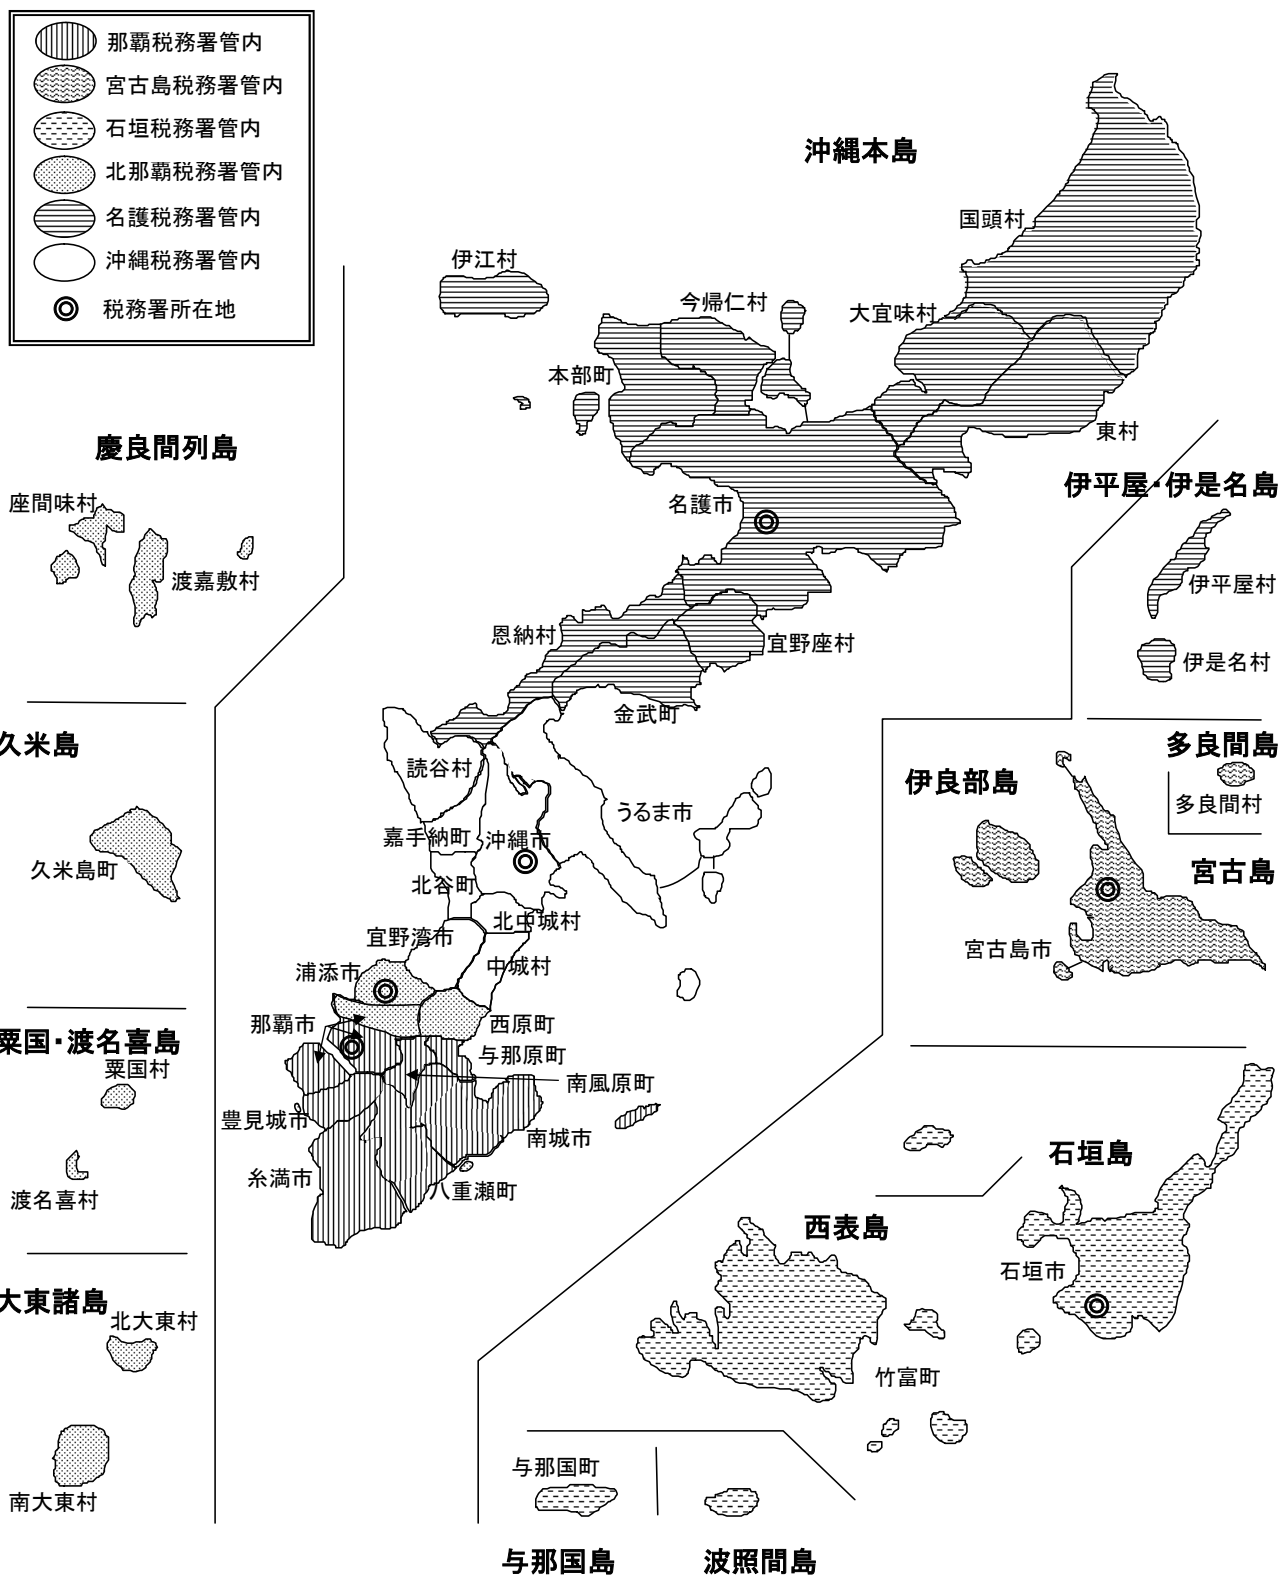 那覇税務署管内
宮古島税務署管内
石垣税務署管内
北那覇税務署管内
名護税務署管内
沖縄税務署管内
税務署所在地
沖縄本島
国頭村
伊江村
今帰仁村
大宜味村
本部町
東村
名護市
恩納村
宜野座村
金武町
読谷村
うるま市
嘉手納町
沖縄市
北谷町
北中城村
宜野湾市
中城村
浦添市
那覇市
西原町
与那原町
南風原町
豊見城市
南城市
糸満市
八重瀬町
慶良間列島
座間味村
渡嘉敷村
久米島
久米島町
粟国・渡名喜島
粟国村
渡名喜村
大東諸島
北大東村
南大東村
伊平屋・伊是名島
伊平屋村
伊是名村
多良間島
多良間村
伊良部島
宮古島
宮古島市
石垣島
石垣市
西表島
竹富町
与那国町
与那国島
波照間島